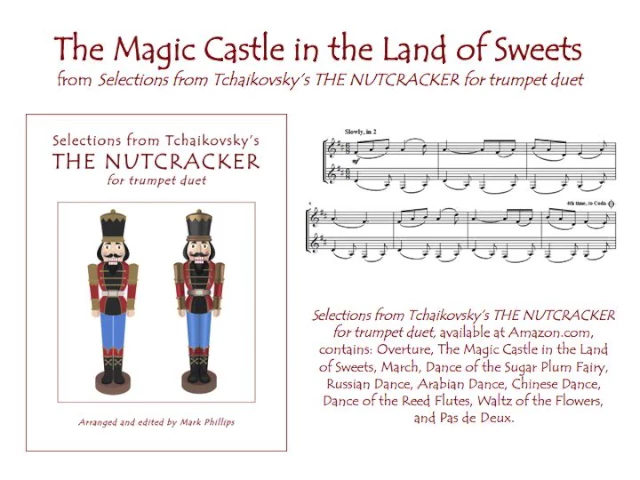 The Magic Castle in the Land of Sweets
from Selections from Tchaikovsky's THE NUTCRACKER for trumpet duet
Selections from Tchaikovsky's
THE NUTCRACKER
for trumpet duet
Arranged and edited by Mark Phillips
Slowly, in 2
mf
4th time, to Coda
Selections from Tchaikovsky's THE NUTCRACKER
for trumpet duet, available at Amazon.com,
contains: Overture, The Magic Castle in the Land
of Sweets, March, Dance of the Sugar Plum Fairy,
Russian Dance, Arabian Dance, Chinese Dance,
Dance of the Reed Flutes, Waltz of the Flowers,
and Pas de Deux.